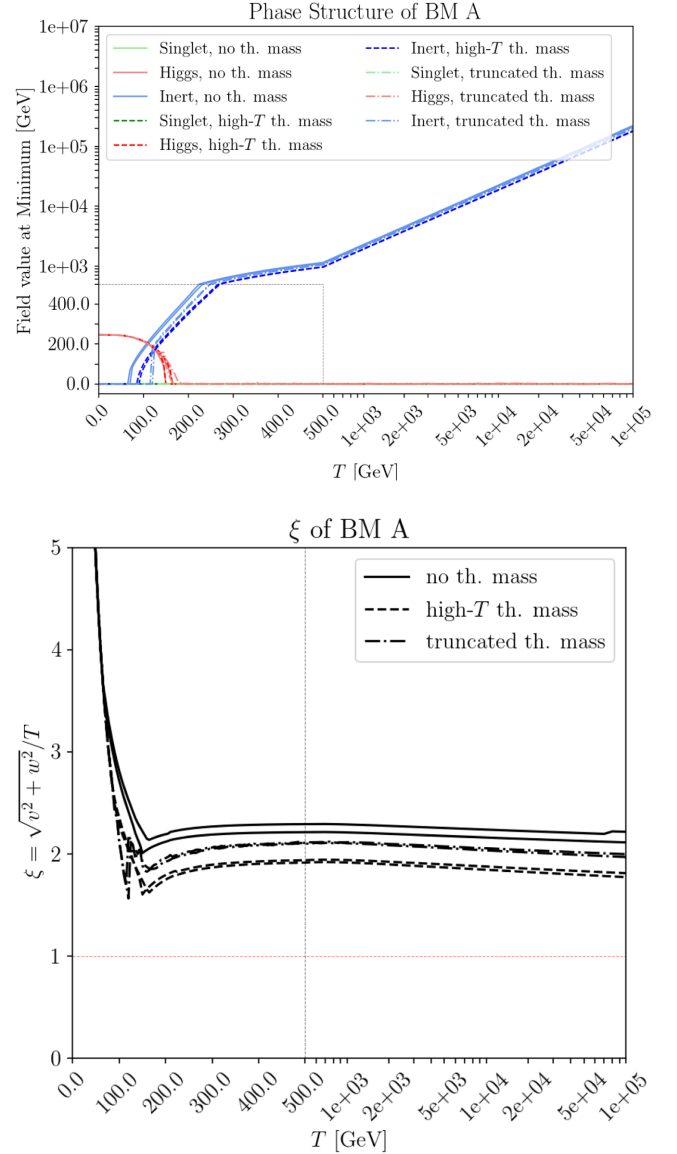 Phase Structure of BM A
Field value at Minimum [GeV]
1e+07
1e+06
1e+05
1e+04
1e+03
400.0
200.0
0.0
Singlet, no th. mass
Higgs, no th. mass
Inert, no th. mass
Singlet, high-T th. mass
Higgs, high-T th. mass
Inert, high-T th. mass
Singlet, truncated th. mass
Higgs, truncated th. mass
Inert, truncated th. mass
0.0 100.0 200.0 300.0 400.0 500.0 1e+03 2e+03 5e+03 1e+04 2e+04 5e+04 1e+05
T [GeV]
ξ of BM A
ξ = √v² + w²/T
5
4
3
2
1
0
no th. mass
high-T th. mass
truncated th. mass
0.0 100.0 200.0 300.0 400.0 500.0 1e+03 2e+03 5e+03 1e+04 2e+04 5e+04 1e+05
T [GeV]